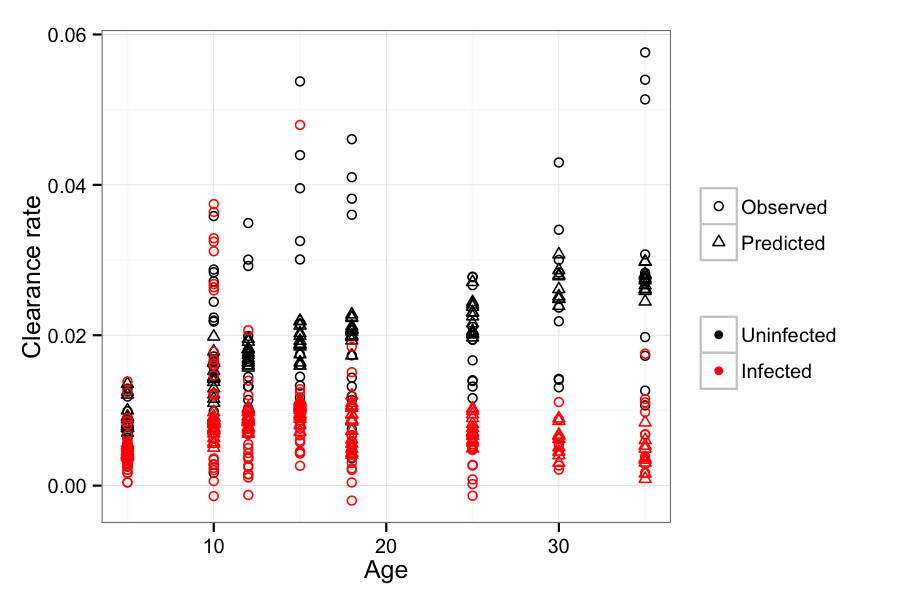 0.06
0.04
0.02
0.00
Clearance rate
10
20
30
Age
Observed
Predicted
Uninfected
Infected